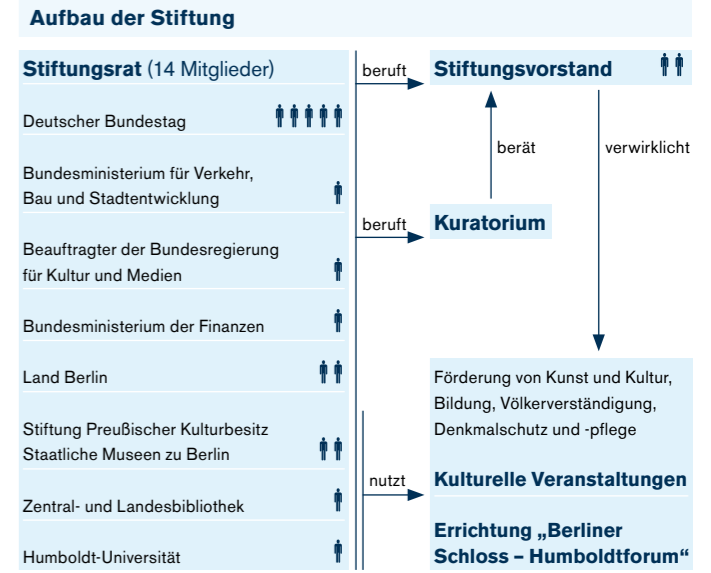 Aufbau der Stiftung
Stiftungsrat (14 Mitglieder)
Deutscher Bundestag
Bundesministerium für Verkehr,
Bau und Stadtentwicklung
Beauftragter der Bundesregierung
für Kultur und Medien
Bundesministerium der Finanzen
Land Berlin
Stiftung Preußischer Kulturbesitz
Staatliche Museen zu Berlin
Zentral- und Landesbibliothek
Humboldt-Universität
beruft
Stiftungsvorstand
berät
verwirklicht
beruft
Kuratorium
Förderung von Kunst und Kultur,
Bildung, Völkerverständigung,
Denkmalschutz und -pflege
nutzt
Kulturelle Veranstaltungen
Errichtung „Berliner
Schloss – Humboldtforum“